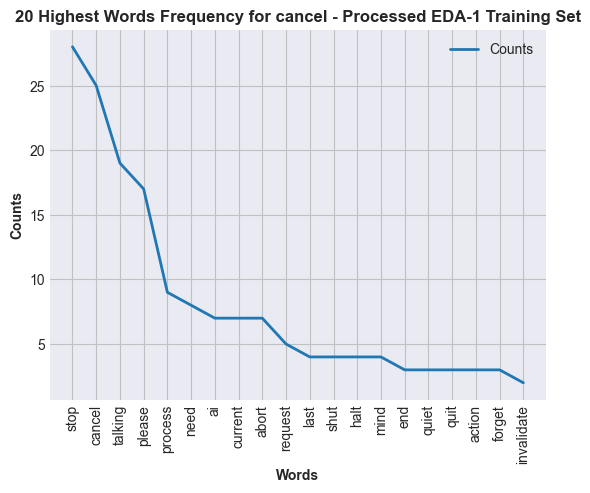 20 Highest Words Frequency for cancel - Processed EDA-1 Training Set
Counts
25
20
15
10
5
Counts
stop
cancel
talking
please
process
need
ai
current
abort
request
last
shut
halt
mind
end
quiet
quit
action
forget
invalidate
Words